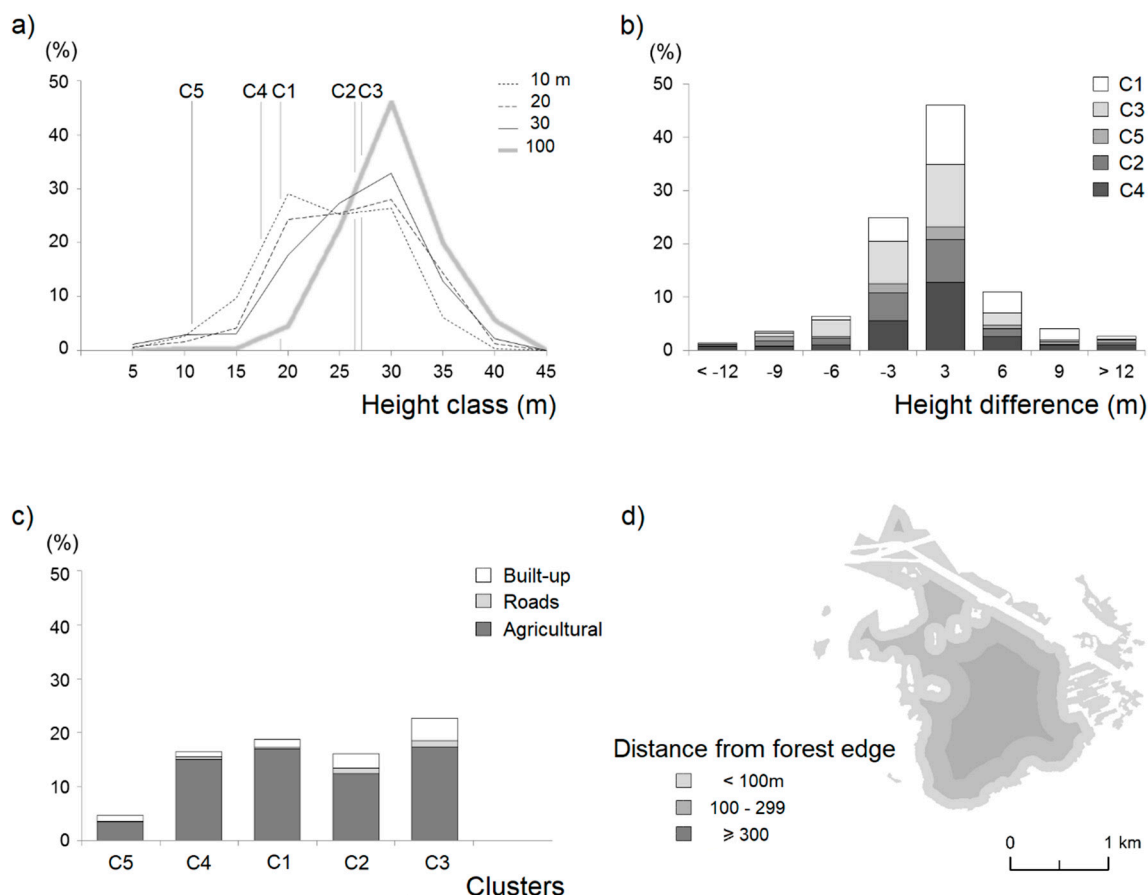 a)
(%)
50
40
30
20
10
0
C5 C4 C1 C2 C3
10 m
20
30
100
5 10 15 20 25 30 35 40 45
Height class (m)
b)
(%)
50
40
30
20
10
0
C1
C3
C5
C2
C4
< -12 -9 -6 -3 3 6 9 > 12
Height difference (m)
c)
(%)
50
40
30
20
10
0
Built-up
Roads
Agricultural
C5 C4 C1 C2 C3
Clusters
d)
Distance from forest edge
< 100m
100 - 299
⩾ 300
0 1 km